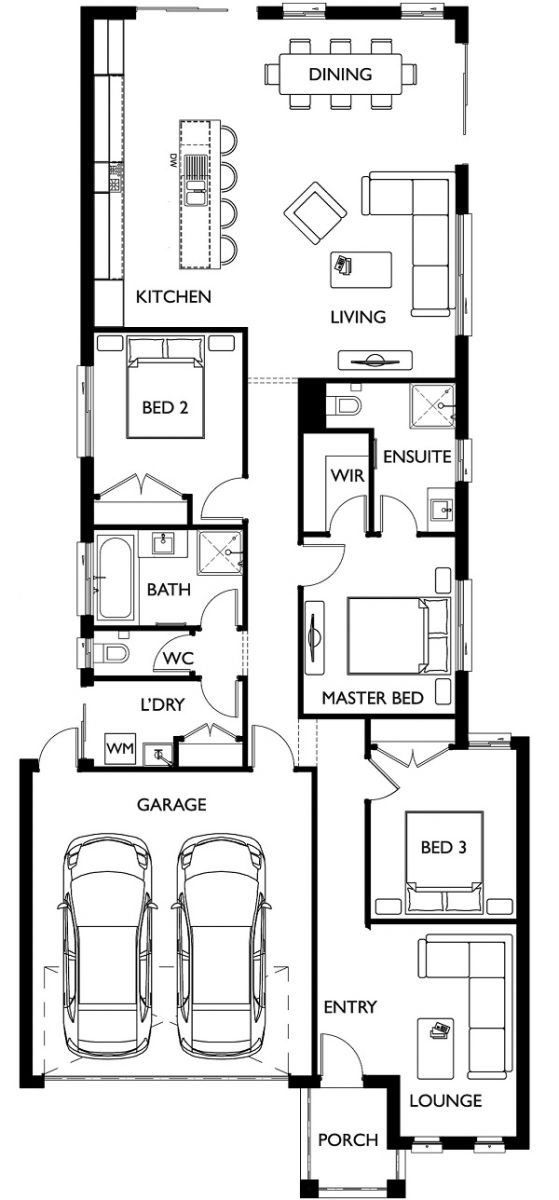 DINING
DW
KITCHEN
LIVING
BED 2
ENSUITE
WIR
BATH
WC
MASTER BED
L'DRY
WM
GARAGE
BED 3
ENTRY
LOUNGE
PORCH